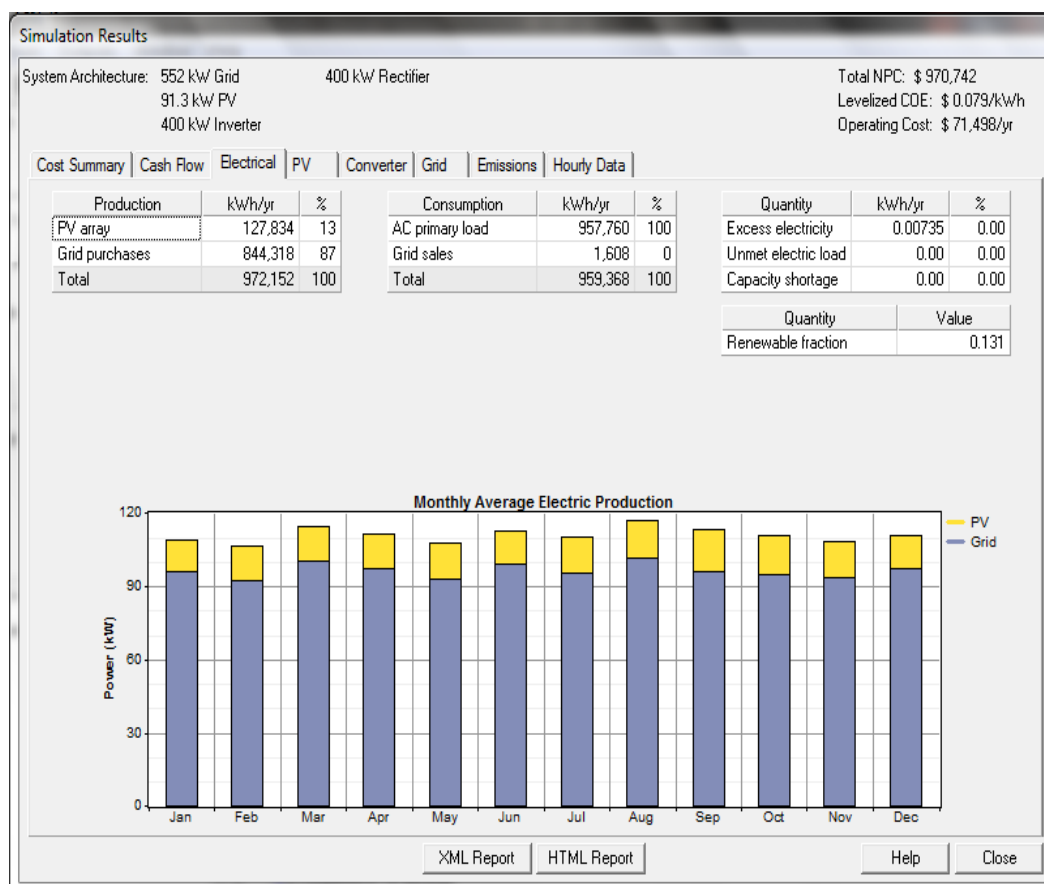 Simulation Results
System Architecture: 552 kW Grid 400 kW Rectifier
91.3 kW PV
400 kW Inverter
Total NPC: $ 970,742
Levelized COE: $ 0.079/kWh
Operating Cost: $ 71,498/yr
Cost Summary Cash Flow Electrical PV Converter Grid Emissions Hourly Data
Production kWh/yr %
PV array 127,834 13
Grid purchases 844,318 87
Total 972,152 100
Consumption kWh/yr %
AC primary load 957,760 100
Grid sales 1,608 0
Total 959,368 100
Quantity kWh/yr %
Excess electricity 0.00735 0.00
Unmet electric load 0.00 0.00
Capacity shortage 0.00 0.00
Quantity Value
Renewable fraction 0.131
Monthly Average Electric Production
Power (kW)
120
90
60
30
0
Jan Feb Mar Apr May Jun Jul Aug Sep Oct Nov Dec
PV
Grid
XML Report HTML Report Help Close